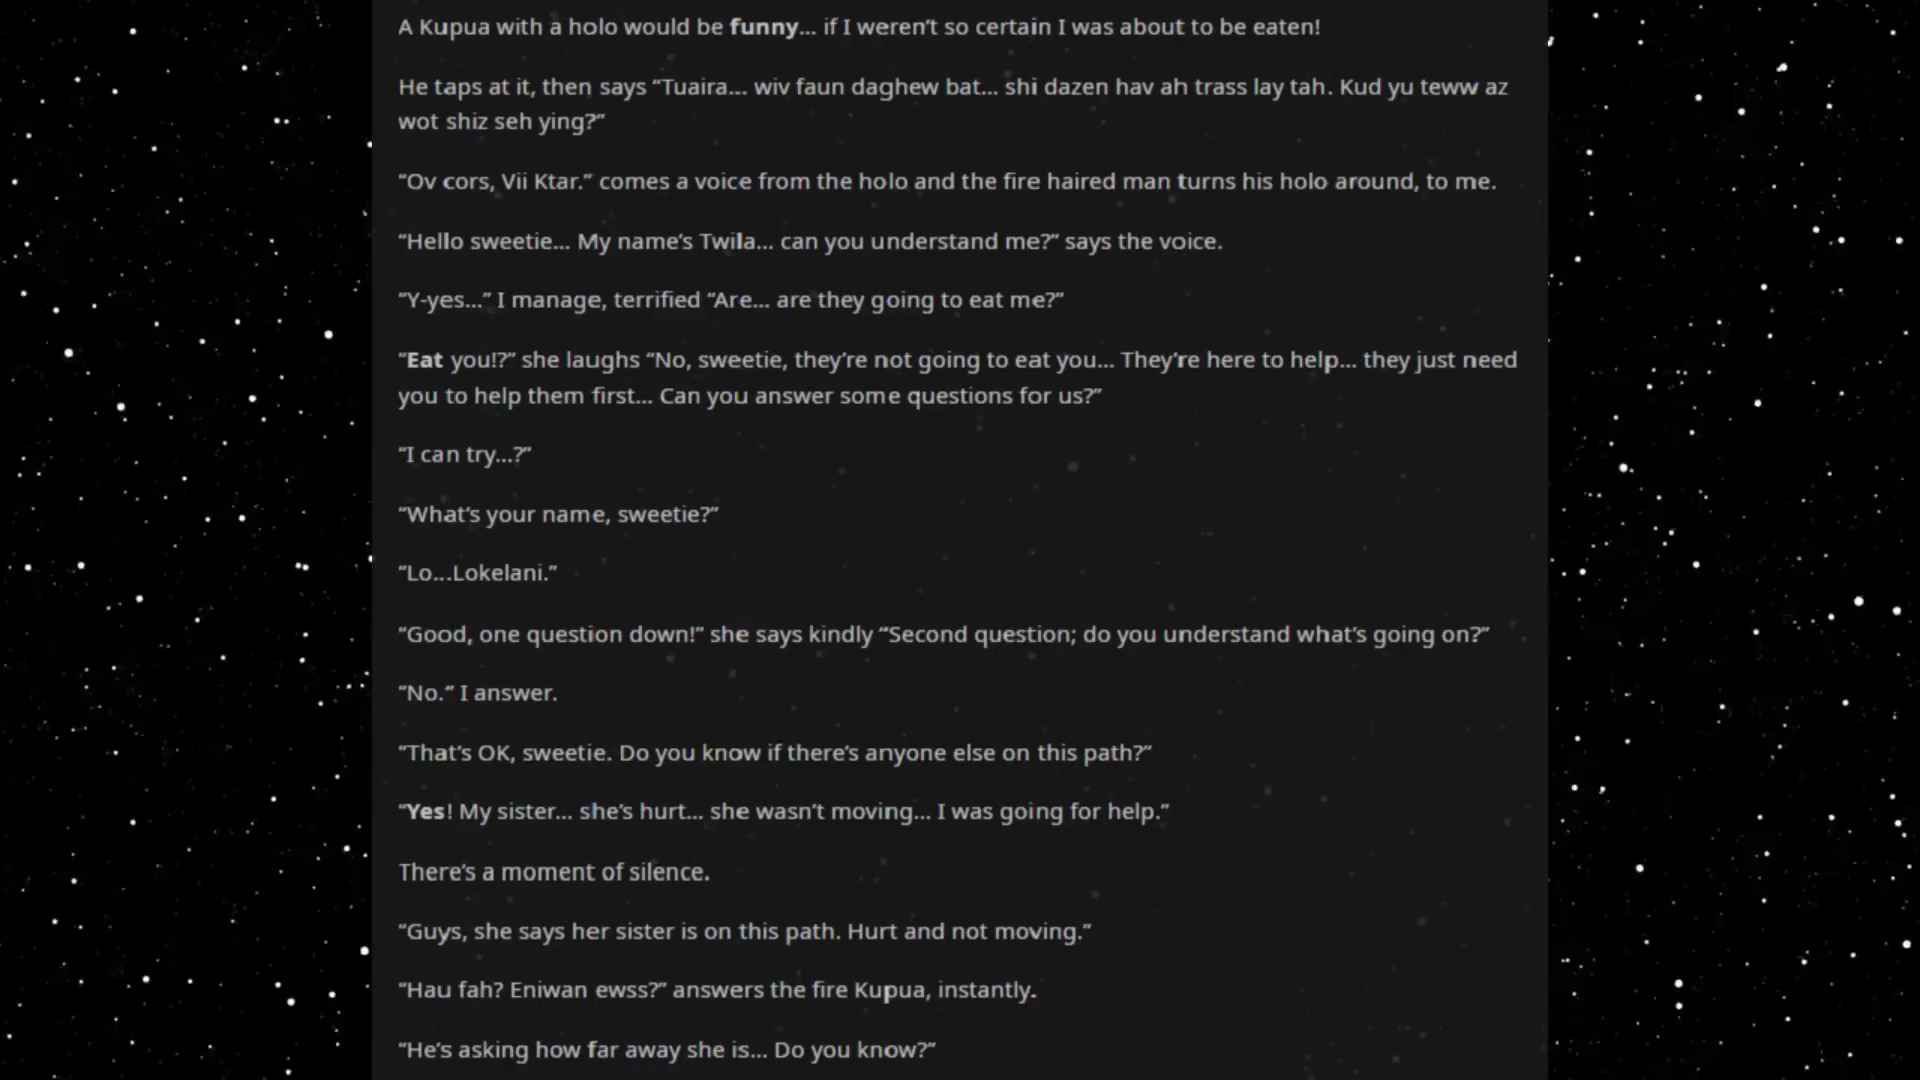 A Kupua with a holo would be funny... if I weren’t so certain I was about to be eaten!
He taps at it, then says “Tuaira... wiv faun daghew bat... shi dazen hav ah trass lay tah. Kud yu teww az
wot shiz seh ying?”
“Ov cors, Vii Ktar.” comes a voice from the holo and the fire haired man turns his holo around, to me.
“Hello sweetie... My name’s Twila... can you understand me?” says the voice.
“Y-yes...” I manage, terrified “Are... are they going to eat me?”
“Eat you!?” she laughs “No, sweetie, they’re not going to eat you... They’re here to help... they just need
you to help them first... Can you answer some questions for us?”
“I can try...?”
“What’s your name, sweetie?”
“Lo...Lokelani.”
“Good, one question down!” she says kindly “Second question; do you understand what’s going on?”
“No.” I answer.
“That’s OK, sweetie. Do you know if there’s anyone else on this path?”
“Yes! My sister... she’s hurt... she wasn’t moving... I was going for help.”
There’s a moment of silence.
“Guys, she says her sister is on this path. Hurt and not moving.”
“Hau fah? Eniwan ewss?” answers the fire Kupua, instantly.
“He’s asking how far away she is... Do you know?”